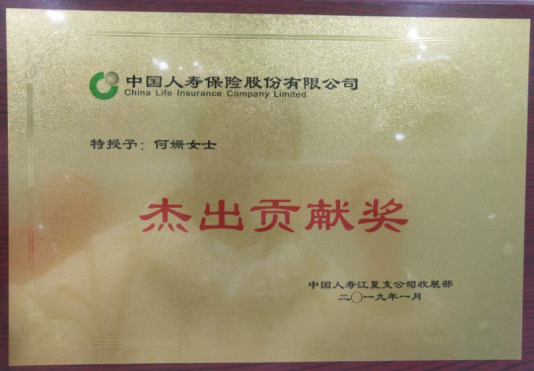 中国人寿保险股份有限公司
China Life Insurance Company Limited
特授予：何姗女士
杰出贡献奖
中国人寿江夏支公司收展部
二〇一九年一月